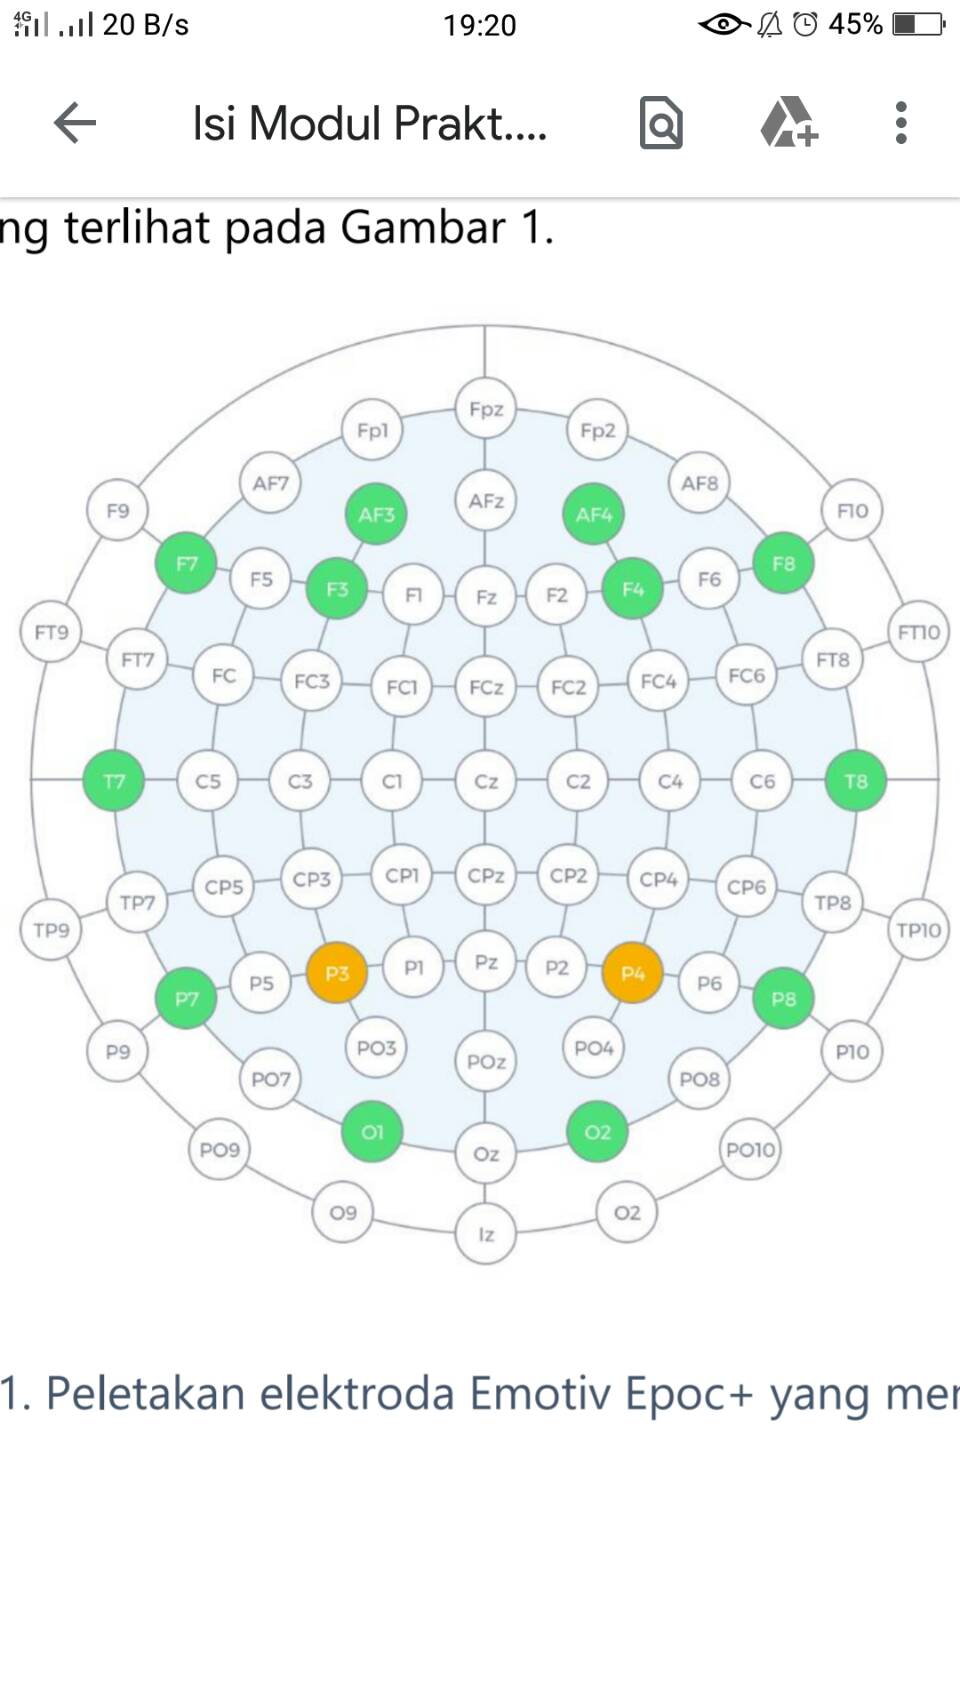 4G 20 B/s 19:20 45%
Isi Modul Prakt....
ng terlihat pada Gambar 1.
Fpz
Fp1 Fp2
AF7 AF8
AFz
F9 F10
AF3 AF4
F7 F8
F5 F6
F3 F1 Fz F2 F4
FT9 FT10
FT7 FT8
FC FC3 FC1 FCz FC2 FC4 FC6
T7 C5 C3 C1 Cz C2 C4 C6 T8
CP5 CP3 CP1 CPz CP2 CP4 CP6
TP7 TP8
TP9 TP10
P3 P1 Pz P2 P4
P5 P6
P7 P8
PO3 PO4
P9 P10
POz
PO7 PO8
O1 O2
PO9 Oz PO10
O9 O2
Iz
1. Peletakan elektroda Emotiv Epoc+ yang mer